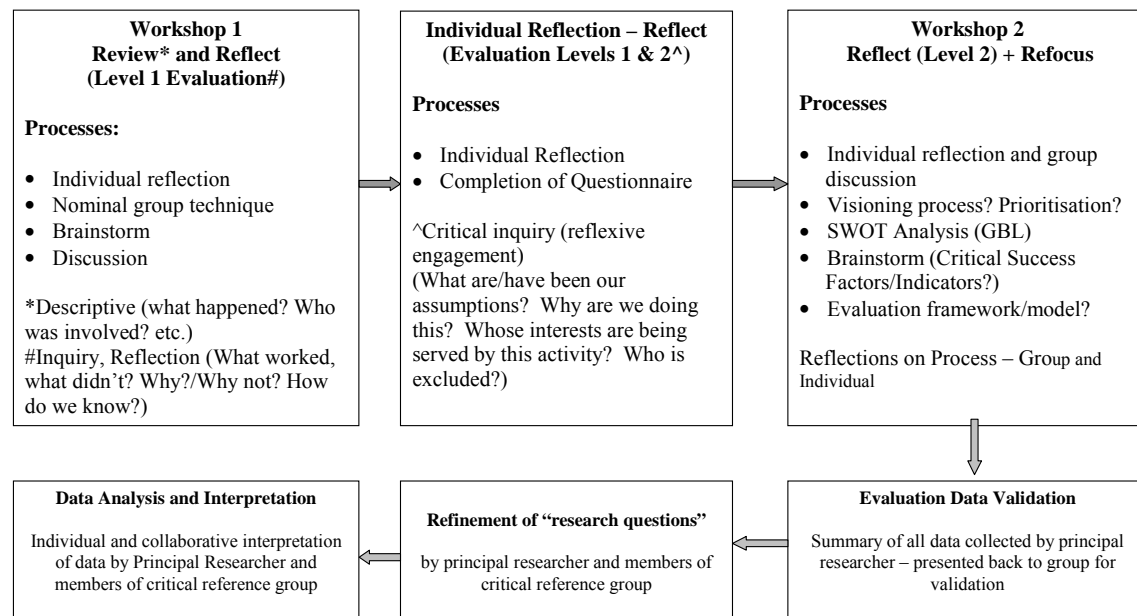 Workshop 1
Review* and Reflect
(Level 1 Evaluation#)
Processes:
• Individual reflection
• Nominal group technique
• Brainstorm
• Discussion
*Descriptive (what happened? Who
was involved? etc.)
#Inquiry, Reflection (What worked,
what didn't? Why?/Why not? How
do we know?)
Individual Reflection – Reflect
(Evaluation Levels 1 & 2^)
Processes
• Individual Reflection
• Completion of Questionnaire
^Critical inquiry (reflexive
engagement)
(What are/have been our
assumptions? Why are we doing
this? Whose interests are being
served by this activity? Who is
excluded?)
Workshop 2
Reflect (Level 2) + Refocus
Processes
• Individual reflection and group
discussion
• Visioning process? Prioritisation?
• SWOT Analysis (GBL)
• Brainstorm (Critical Success
Factors/Indicators?)
• Evaluation framework/model?
Reflections on Process – Group and
Individual
Data Analysis and Interpretation
Individual and collaborative interpretation
of data by Principal Researcher and
members of critical reference group
Refinement of "research questions"
by principal researcher and members of
critical reference group
Evaluation Data Validation
Summary of all data collected by principal
researcher – presented back to group for
validation